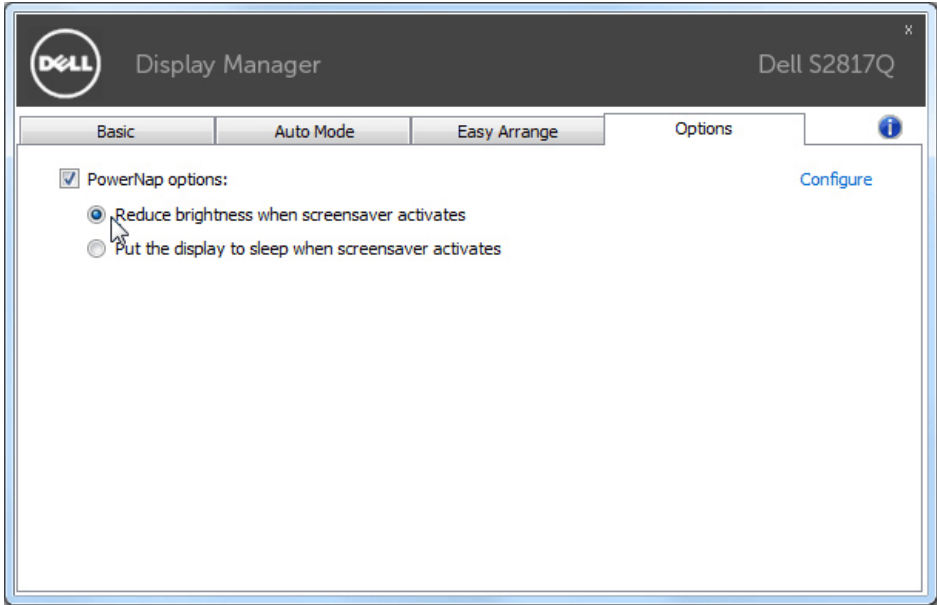 x
DELL Display Manager Dell S2817Q
Basic Auto Mode Easy Arrange Options i
PowerNap options: Configure
Reduce brightness when screensaver activates
Put the display to sleep when screensaver activates